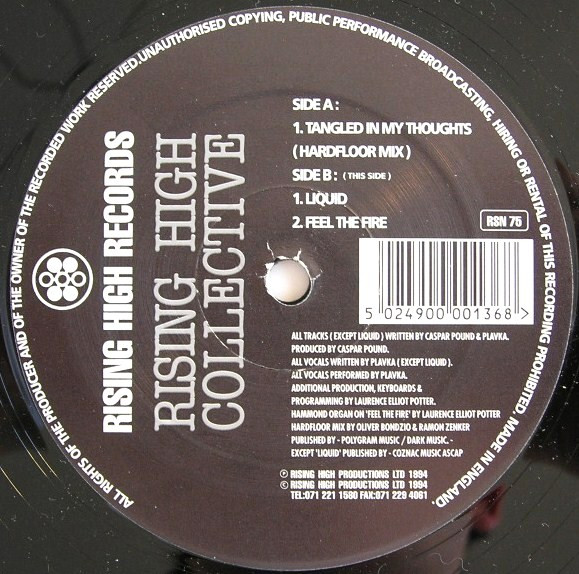 ALL RIGHTS OF THE PRODUCER AND OF THE OWNER OF THE RECORDED WORK RESERVED.UNAUTHORISED COPYING, PUBLIC PERFORMANCE BROADCASTING, HIRING OR RENTAL OF THIS RECORDING PROHIBITED. MADE IN ENGLAND.
RISING HIGH RECORDS
RISING HIGH
COLLECTIVE
SIDE A :
1. TANGLED IN MY THOUGHTS
( HARDFLOOR MIX )
SIDE B : ( THIS SIDE )
1. LIQUID
2. FEEL THE FIRE
RSN 75
5 024900 001368 >
ALL TRACKS ( EXCEPT LIQUID ) WRITTEN BY CASPAR POUND & PLAVKA.
PRODUCED BY CASPAR POUND.
ALL VOCALS WRITTEN BY PLAVKA ( EXCEPT LIQUID ).
ALL VOCALS PERFORMED BY PLAVKA.
ADDITIONAL PRODUCTION, KEYBOARDS &
PROGRAMMING BY LAURENCE ELLIOT POTTER.
HAMMOND ORGAN ON 'FEEL THE FIRE' BY LAURENCE ELLIOT POTTER
HARDFLOOR MIX BY OLIVER BONDZIO & RAMON ZENKER
PUBLISHED BY - POLYGRAM MUSIC / DARK MUSIC. -
EXCEPT 'LIQUID' PUBLISHED BY - COZNAC MUSIC ASCAP
℗ RISING HIGH PRODUCTIONS LTD 1994
© RISING HIGH PRODUCTIONS LTD 1994
TEL:071 221 1580 FAX:071 229 4061